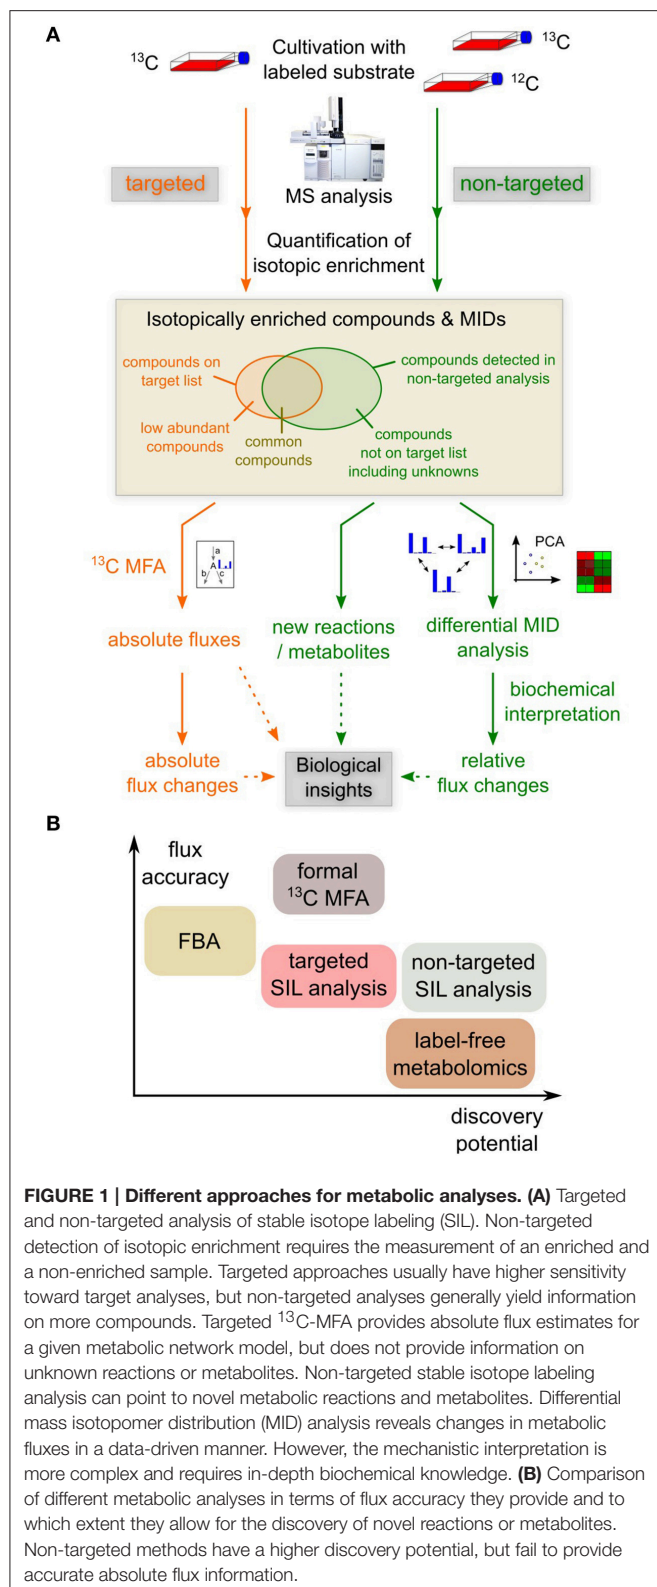 A
¹³C
Cultivation with
labeled substrate
¹³C
¹²C
targeted
MS analysis
non-targeted
Quantification of
isotopic enrichment
Isotopically enriched compounds & MIDs
compounds on
target list
compounds detected in
non-targeted analysis
low abundant
compounds
common
compounds
compounds
not on target list
including unknowns
¹³C MFA
a
A
b
c
PCA
absolute fluxes
new reactions
/ metabolites
differential MID
analysis
biochemical
interpretation
absolute
flux changes
Biological
insights
relative
flux changes
B
flux
accuracy
formal
¹³C MFA
FBA
targeted
SIL analysis
non-targeted
SIL analysis
label-free
metabolomics
discovery
potential
FIGURE 1 | Different approaches for metabolic analyses. (A) Targeted
and non-targeted analysis of stable isotope labeling (SIL). Non-targeted
detection of isotopic enrichment requires the measurement of an enriched and
a non-enriched sample. Targeted approaches usually have higher sensitivity
toward target analyses, but non-targeted analyses generally yield information
on more compounds. Targeted ¹³C-MFA provides absolute flux estimates for
a given metabolic network model, but does not provide information on
unknown reactions or metabolites. Non-targeted stable isotope labeling
analysis can point to novel metabolic reactions and metabolites. Differential
mass isotopomer distribution (MID) analysis reveals changes in metabolic
fluxes in a data-driven manner. However, the mechanistic interpretation is
more complex and requires in-depth biochemical knowledge. (B) Comparison
of different metabolic analyses in terms of flux accuracy they provide and to
which extent they allow for the discovery of novel reactions or metabolites.
Non-targeted methods have a higher discovery potential, but fail to provide
accurate absolute flux information.